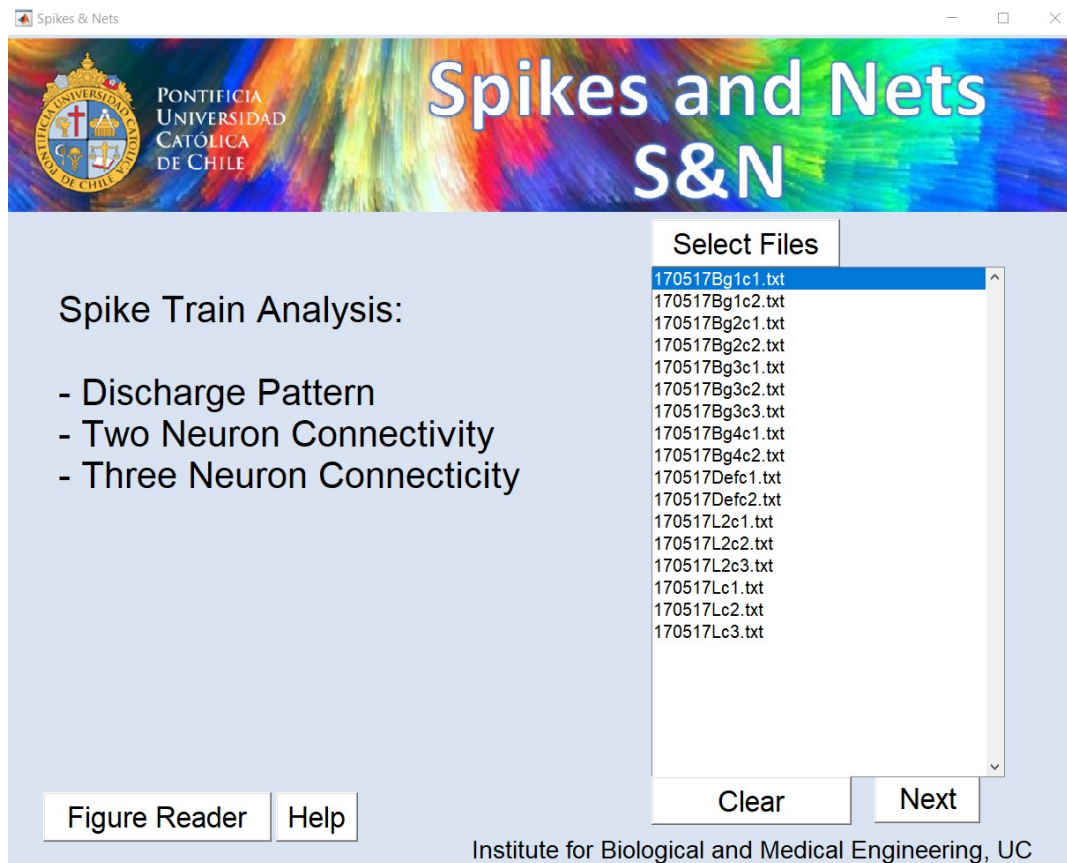 Spikes & Nets
PONTIFICIA
UNIVERSIDAD
CATÓLICA
DE CHILE
Spikes and Nets
S&N
Select Files
Spike Train Analysis:
- Discharge Pattern
- Two Neuron Connectivity
- Three Neuron Connecticity
170517Bg1c1.txt
170517Bg1c2.txt
170517Bg2c1.txt
170517Bg2c2.txt
170517Bg3c1.txt
170517Bg3c2.txt
170517Bg3c3.txt
170517Bg4c1.txt
170517Bg4c2.txt
170517Defc1.txt
170517Defc2.txt
170517L2c1.txt
170517L2c2.txt
170517L2c3.txt
170517Lc1.txt
170517Lc2.txt
170517Lc3.txt
Figure Reader
Help
Clear
Next
Institute for Biological and Medical Engineering, UC